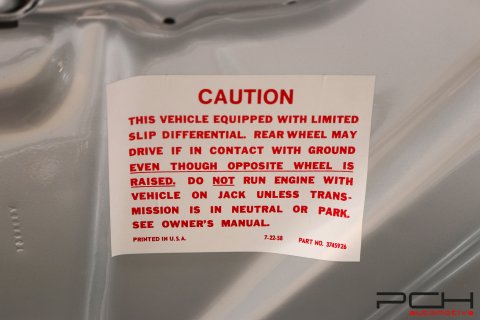 CAUTION
THIS VEHICLE EQUIPPED WITH LIMITED
SLIP DIFFERENTIAL. REAR WHEEL MAY
DRIVE IF IN CONTACT WITH GROUND
EVEN THOUGH OPPOSITE WHEEL IS
RAISED. DO NOT RUN ENGINE WITH
VEHICLE ON JACK UNLESS TRANS-
MISSION IS IN NEUTRAL OR PARK.
SEE OWNER'S MANUAL.
PRINTED IN U.S.A. 7-22-58 PART NO. 3745926
PCH
automotive